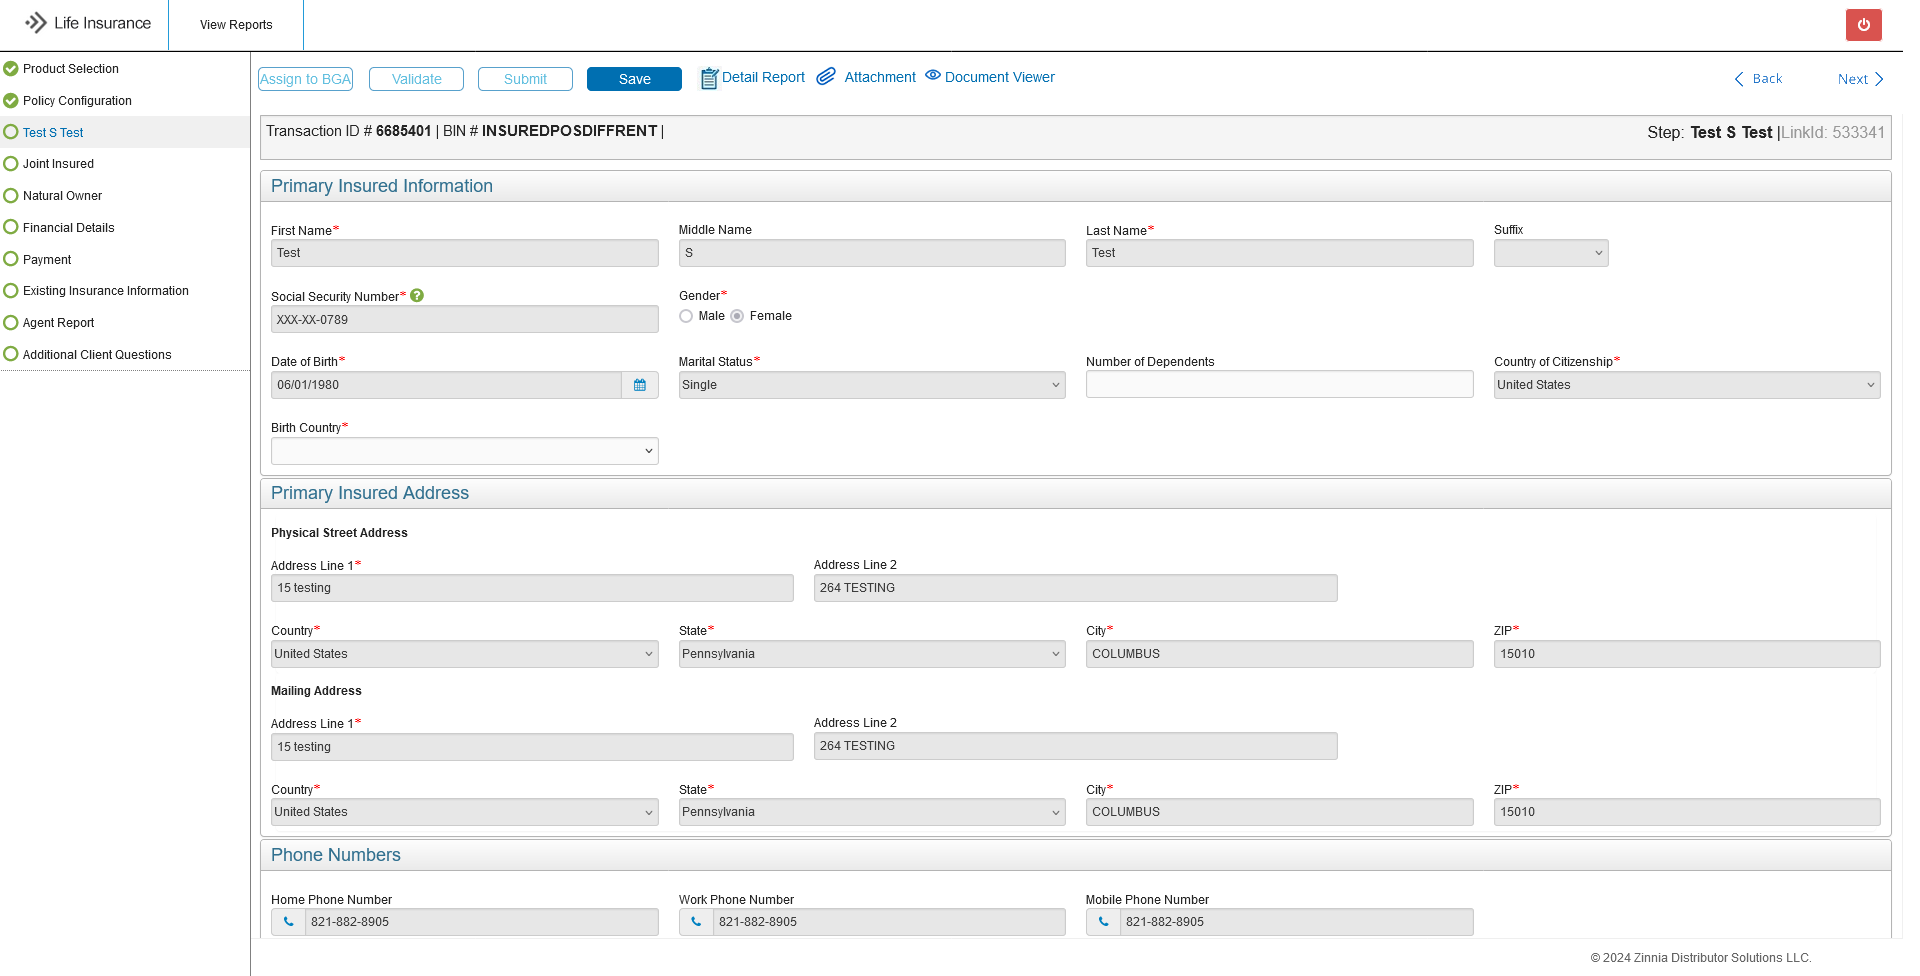 Life Insurance
View Reports
Product Selection
Policy Configuration
Test S Test
Joint Insured
Natural Owner
Financial Details
Payment
Existing Insurance Information
Agent Report
Additional Client Questions
Assign to BGA Validate Submit Save Detail Report Attachment Document Viewer Back Next
Transaction ID # 6685401 | BIN # INSUREDPOSDIFFRENT | Step: Test S Test |LinkId: 533341
Primary Insured Information
First Name* Middle Name Last Name* Suffix
Test S Test
Social Security Number* ? Gender*
XXX-XX-0789 Male Female
Date of Birth* Marital Status* Number of Dependents Country of Citizenship*
06/01/1980 Single United States
Birth Country*
Primary Insured Address
Physical Street Address
Address Line 1* Address Line 2
15 testing 264 TESTING
Country* State* City* ZIP*
United States Pennsylvania COLUMBUS 15010
Mailing Address
Address Line 1* Address Line 2
15 testing 264 TESTING
Country* State* City* ZIP*
United States Pennsylvania COLUMBUS 15010
Phone Numbers
Home Phone Number Work Phone Number Mobile Phone Number
821-882-8905 821-882-8905 821-882-8905
© 2024 Zinnia Distributor Solutions LLC.